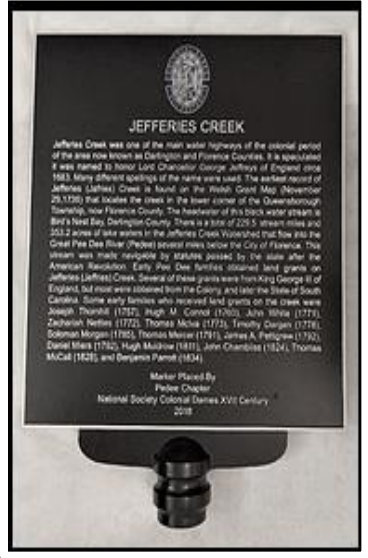 JEFFERIES CREEK
Jefferies Creek was one of the main water highways of the colonial period
of the area now known as Darlington and Florence Counties. It is speculated
it was named to honor Lord Chancellor George Jeffreys of England circa
1683. Many different spellings of the name were used. The earliest record of
Jefferies (Jaffries) Creek is found on the Welsh Grant Map (November
29,1736) that locates the creek in the lower corner of the Queensborough
Township, now Florence County. The headwater of this black water stream is
Bird's Nest Bay, Darlington County. There is a total of 229.5 stream miles and
353.2 acres of lake waters in the Jefferies Creek Watershed that flow into the
Great Pee Dee River (Pedee) several miles below the City of Florence. This
stream was made navigable by statutes passed by the state after the
American Revolution. Early Pee Dee families obtained land grants on
Jefferies (Jaffries) Creek. Several of these grants were from King George III of
England, but most were obtained from the Colony, and later the State of South
Carolina. Some early families who received land grants on the creek were
Joseph Thornhill (1757), Hugh M. Connol (1760), John White (1771),
Zachariah Nettles (1772), Thomas McIva (1773), Timothy Dargan (1778),
Solomon Morgan (1785), Thomas Mercer (1791), James A. Pettigrew (1792),
Daniel Miers (1792), Hugh Muldrow (1811), John Chambliss (1824), Thomas
McCall (1828), and Benjamin Parrott (1834).
Marker Placed By
Pedee Chapter
National Society Colonial Dames XVII Century
2018